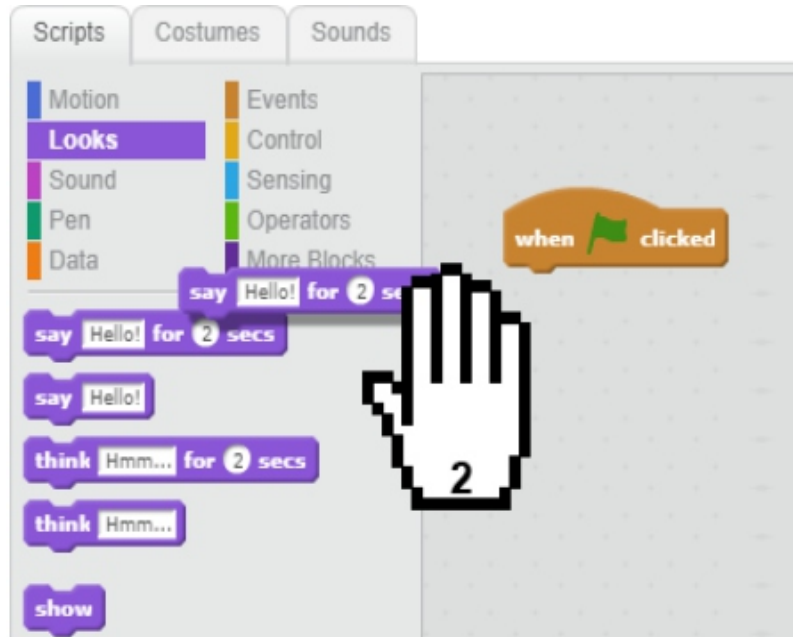 Scripts Costumes Sounds
Motion Events
Looks Control
Sound Sensing
Pen Operators
Data More Blocks
when clicked
say Hello! for 2
say Hello! for 2 secs
say Hello!
2
think Hmm... for 2 secs
think Hmm...
show